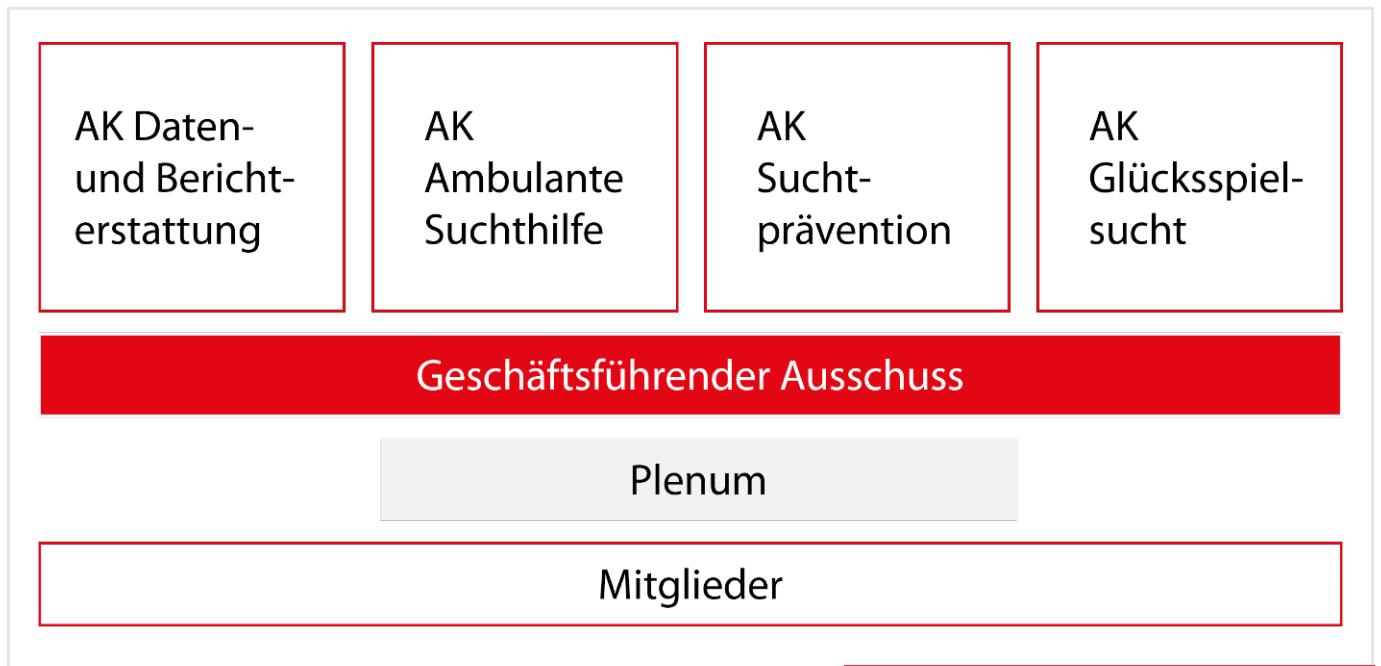 AK Daten-
und Bericht-
erstattung
AK
Ambulante
Suchthilfe
AK
Sucht-
prävention
AK
Glücksspiel-
sucht
Geschäftsführender Ausschuss
Plenum
Mitglieder